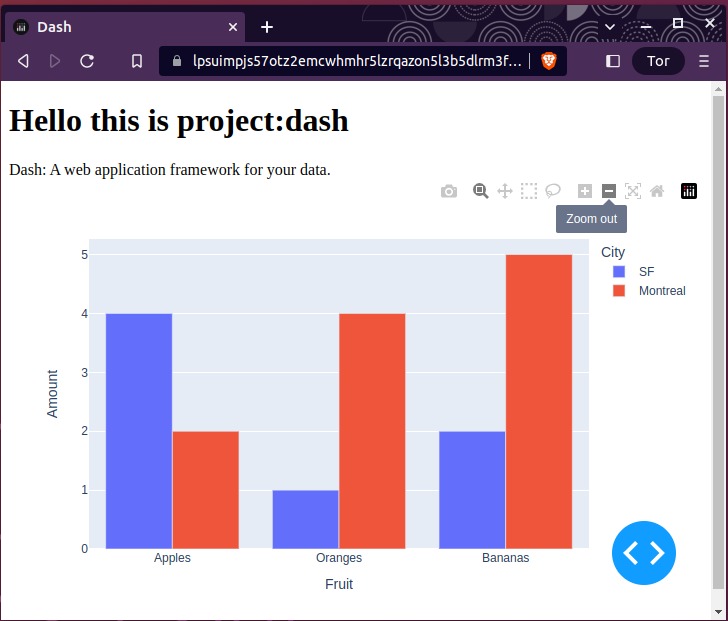 Dash
lpsuimpjs57otz2emcwhmhr5lzrqazon5l3b5dlrm3f...
Tor
Hello this is project:dash
Dash: A web application framework for your data.
Zoom out
City
SF
Montreal
5
4
3
2
1
0
Amount
Apples
Oranges
Bananas
Fruit